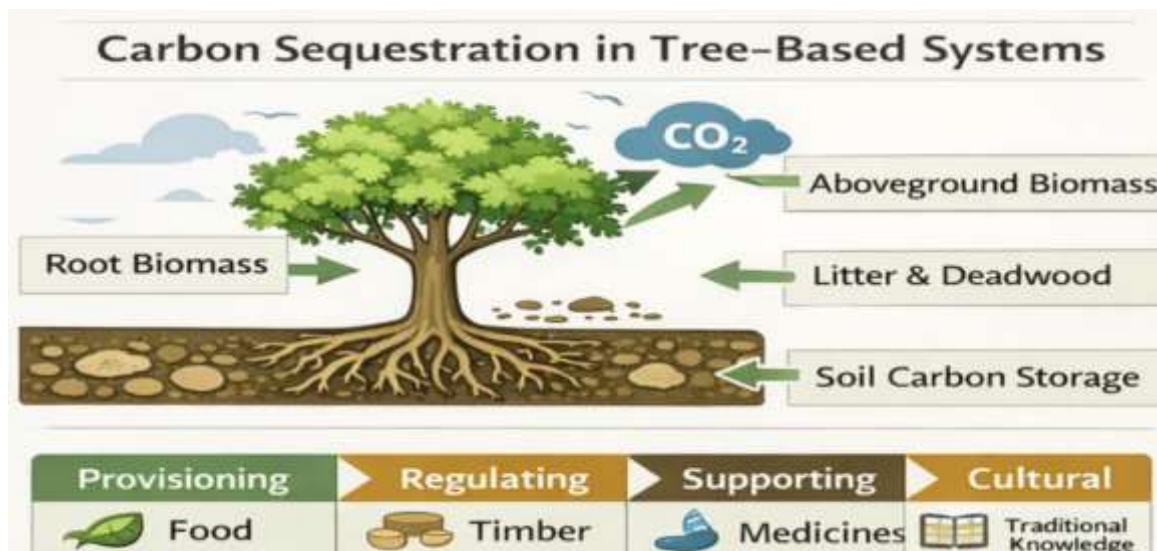 Carbon Sequestration in Tree-Based Systems
CO₂
Aboveground Biomass
Root Biomass
Litter & Deadwood
Soil Carbon Storage
Provisioning
Regulating
Supporting
Cultural
Food
Timber
Medicines
Traditional
Knowledge